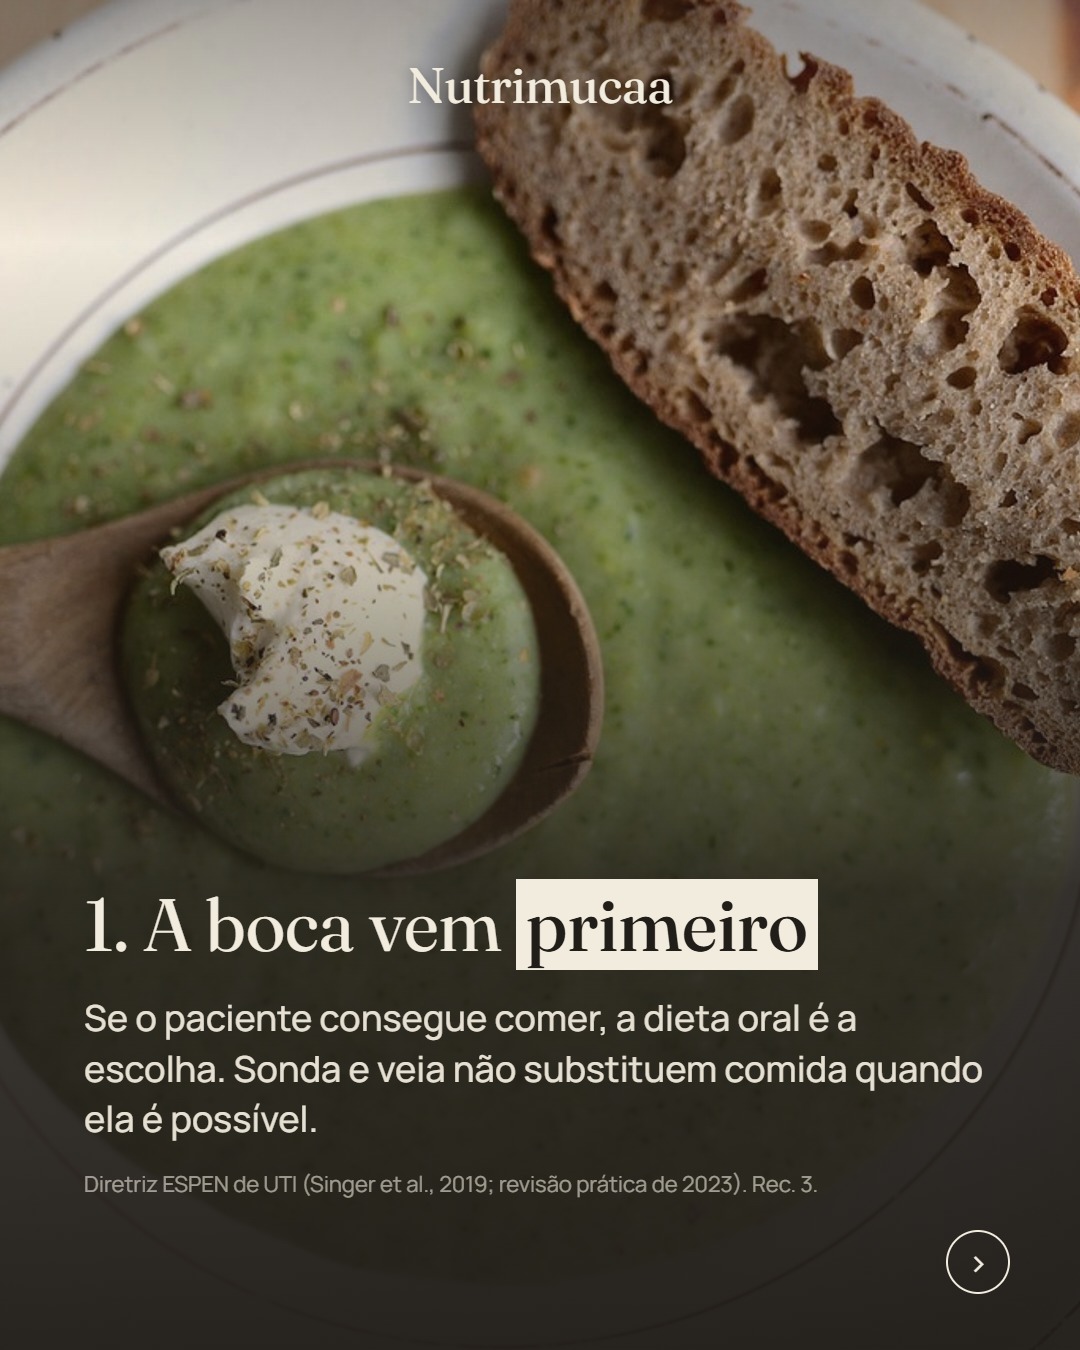 Nutrimucaa
1. A boca vem primeiro
Se o paciente consegue comer, a dieta oral é a
escolha. Sonda e veia não substituem comida quando
ela é possível.
Diretriz ESPEN de UTI (Singer et al., 2019; revisão prática de 2023). Rec. 3.